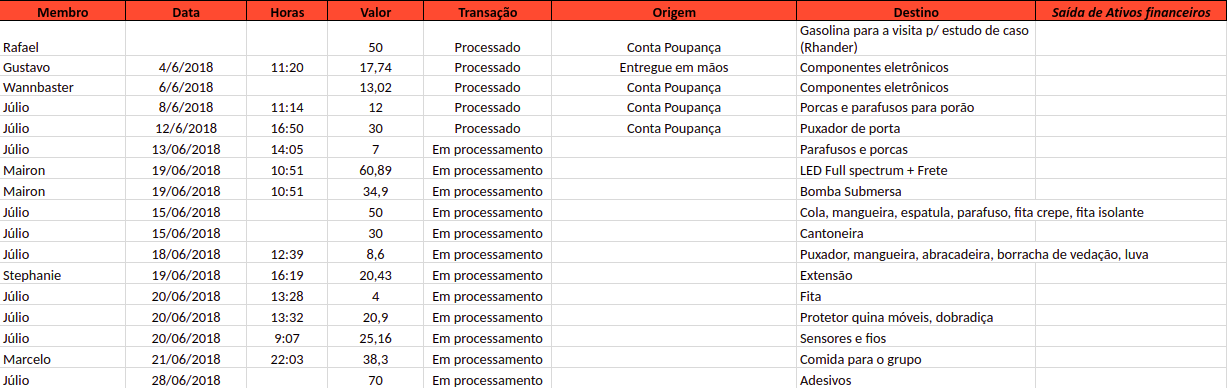 Membro Data Horas Valor Transação Origem Destino Saída de Ativos financeiros
Gasolina para a visita p/ estudo de caso
Rafael 50 Processado Conta Poupança (Rhander)
Gustavo 4/6/2018 11:20 17,74 Processado Entregue em mãos Componentes eletrônicos
Wannbaster 6/6/2018 13,02 Processado Conta Poupança Componentes eletrônicos
Júlio 8/6/2018 11:14 12 Processado Conta Poupança Porcas e parafusos para porão
Júlio 12/6/2018 16:50 30 Processado Conta Poupança Puxador de porta
Júlio 13/06/2018 14:05 7 Em processamento Parafusos e porcas
Mairon 19/06/2018 10:51 60,89 Em processamento LED Full spectrum + Frete
Mairon 19/06/2018 10:51 34,9 Em processamento Bomba Submersa
Júlio 15/06/2018 50 Em processamento Cola, mangueira, espatula, parafuso, fita crepe, fita isolante
Júlio 15/06/2018 30 Em processamento Cantoneira
Júlio 18/06/2018 12:39 8,6 Em processamento Puxador, mangueira, abracadeira, borracha de vedação, luva
Stephanie 19/06/2018 16:19 20,43 Em processamento Extensão
Júlio 20/06/2018 13:28 4 Em processamento Fita
Júlio 20/06/2018 13:32 20,9 Em processamento Protetor quina móveis, dobradiça
Júlio 20/06/2018 9:07 25,16 Em processamento Sensores e fios
Marcelo 21/06/2018 22:03 38,3 Em processamento Comida para o grupo
Júlio 28/06/2018 70 Em processamento Adesivos